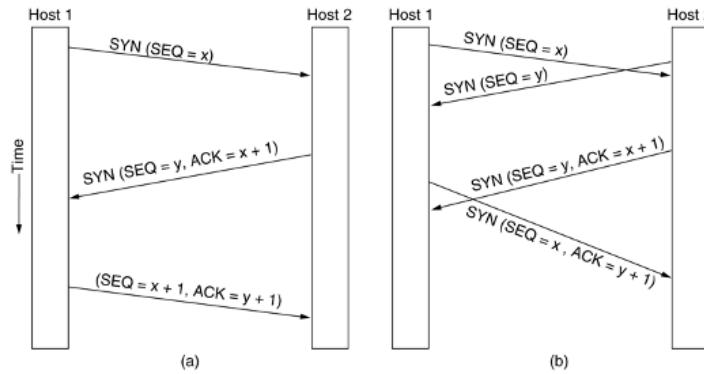 Host 1
Host 2
SYN (SEQ = x)
SYN (SEQ = y, ACK = x + 1)
(SEQ = x + 1, ACK = y + 1)
Time
(a)
Host 1
Host
SYN (SEQ = x)
SYN (SEQ = y)
SYN (SEQ = y, ACK = x + 1)
SYN (SEQ = x , ACK = y + 1)
(b)